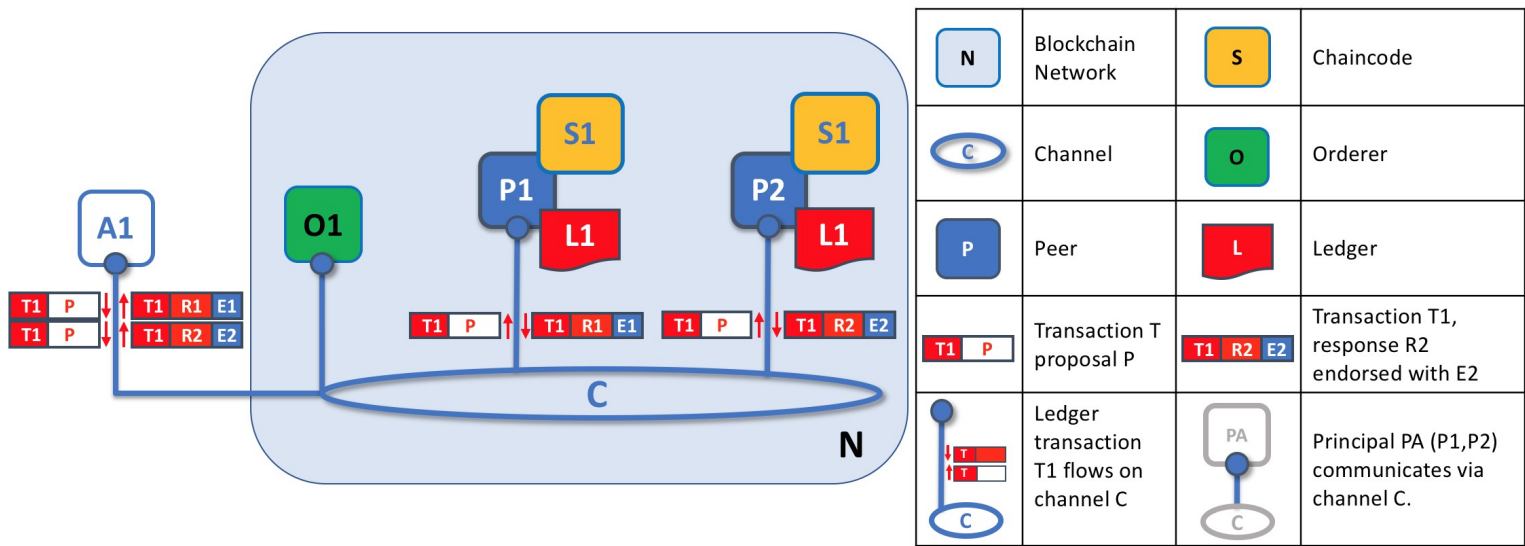 S1
S1
P1
P2
A1
O1
L1
L1
T1 P
T1 R1 E1
T1 P
T1 R2 E2
T1 P
T1 R1 E1
T1 P
T1 R2 E2
C
N
N
Blockchain
Network
S
Chaincode
C
Channel
O
Orderer
P
Peer
L
Ledger
T1 P
Transaction T
proposal P
T1 R2 E2
Transaction T1,
response R2
endorsed with E2
T
T
C
Ledger
transaction
T1 flows on
channel C
PA
C
Principal PA (P1,P2)
communicates via
channel C.